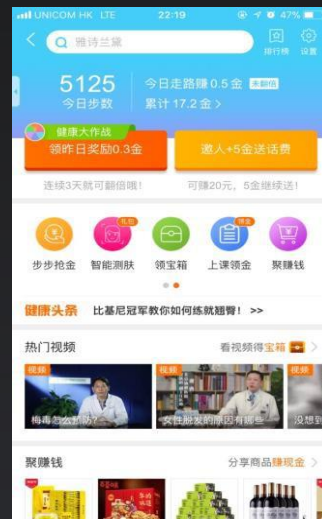 UNICOM HK LTE 22:19 47%
雅诗兰黛
排行榜 设置
5125 今日走路赚0.5金 未翻倍
今日步数 累计17.2金 >
健康大作战
领昨日奖励0.3金 邀人+5金送话费
连续3天就可翻倍哦! 可赚20元,5金继续送!
礼包 领金
步步抢金 智能测肤 领宝箱 上课领金 聚赚钱
健康头条 比基尼冠军教你如何练就翘臀! >>
热门视频 看视频得宝箱 >
视频 视频 视频
梅毒怎么预防? 女性脱发的原因有哪些 没想到
聚赚钱 分享商品赚现金 >